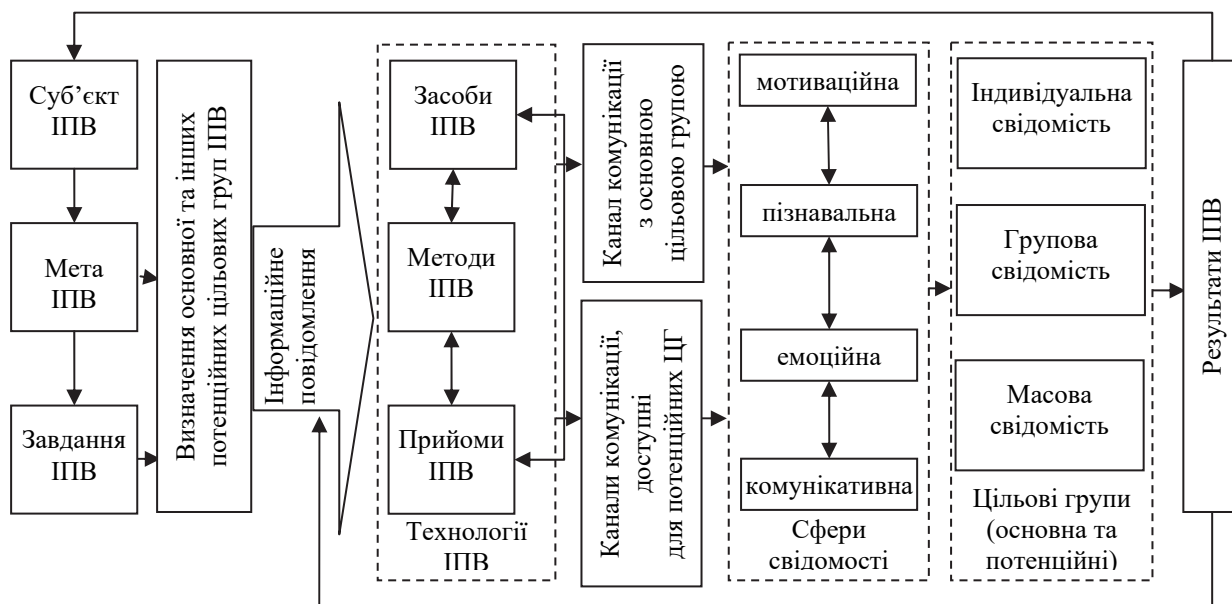 Суб’єкт
ІПВ
Мета
ІПВ
Завдання
ІПВ
Визначення основної та інших
потенційних цільових груп ІПВ
Інформаційне
повідомлення
Засоби
ІПВ
Методи
ІПВ
Прийоми
ІПВ
Технології
ІПВ
Канал комунікації
з основною
цільовою групою
Канали комунікації,
доступні
для потенційних ЦГ
мотиваційна
пізнавальна
емоційна
комунікативна
Сфери
свідомості
Індивідуальна
свідомість
Групова
свідомість
Масова
свідомість
Цільові групи
(основна та
потенційні)
Результати ІПВ